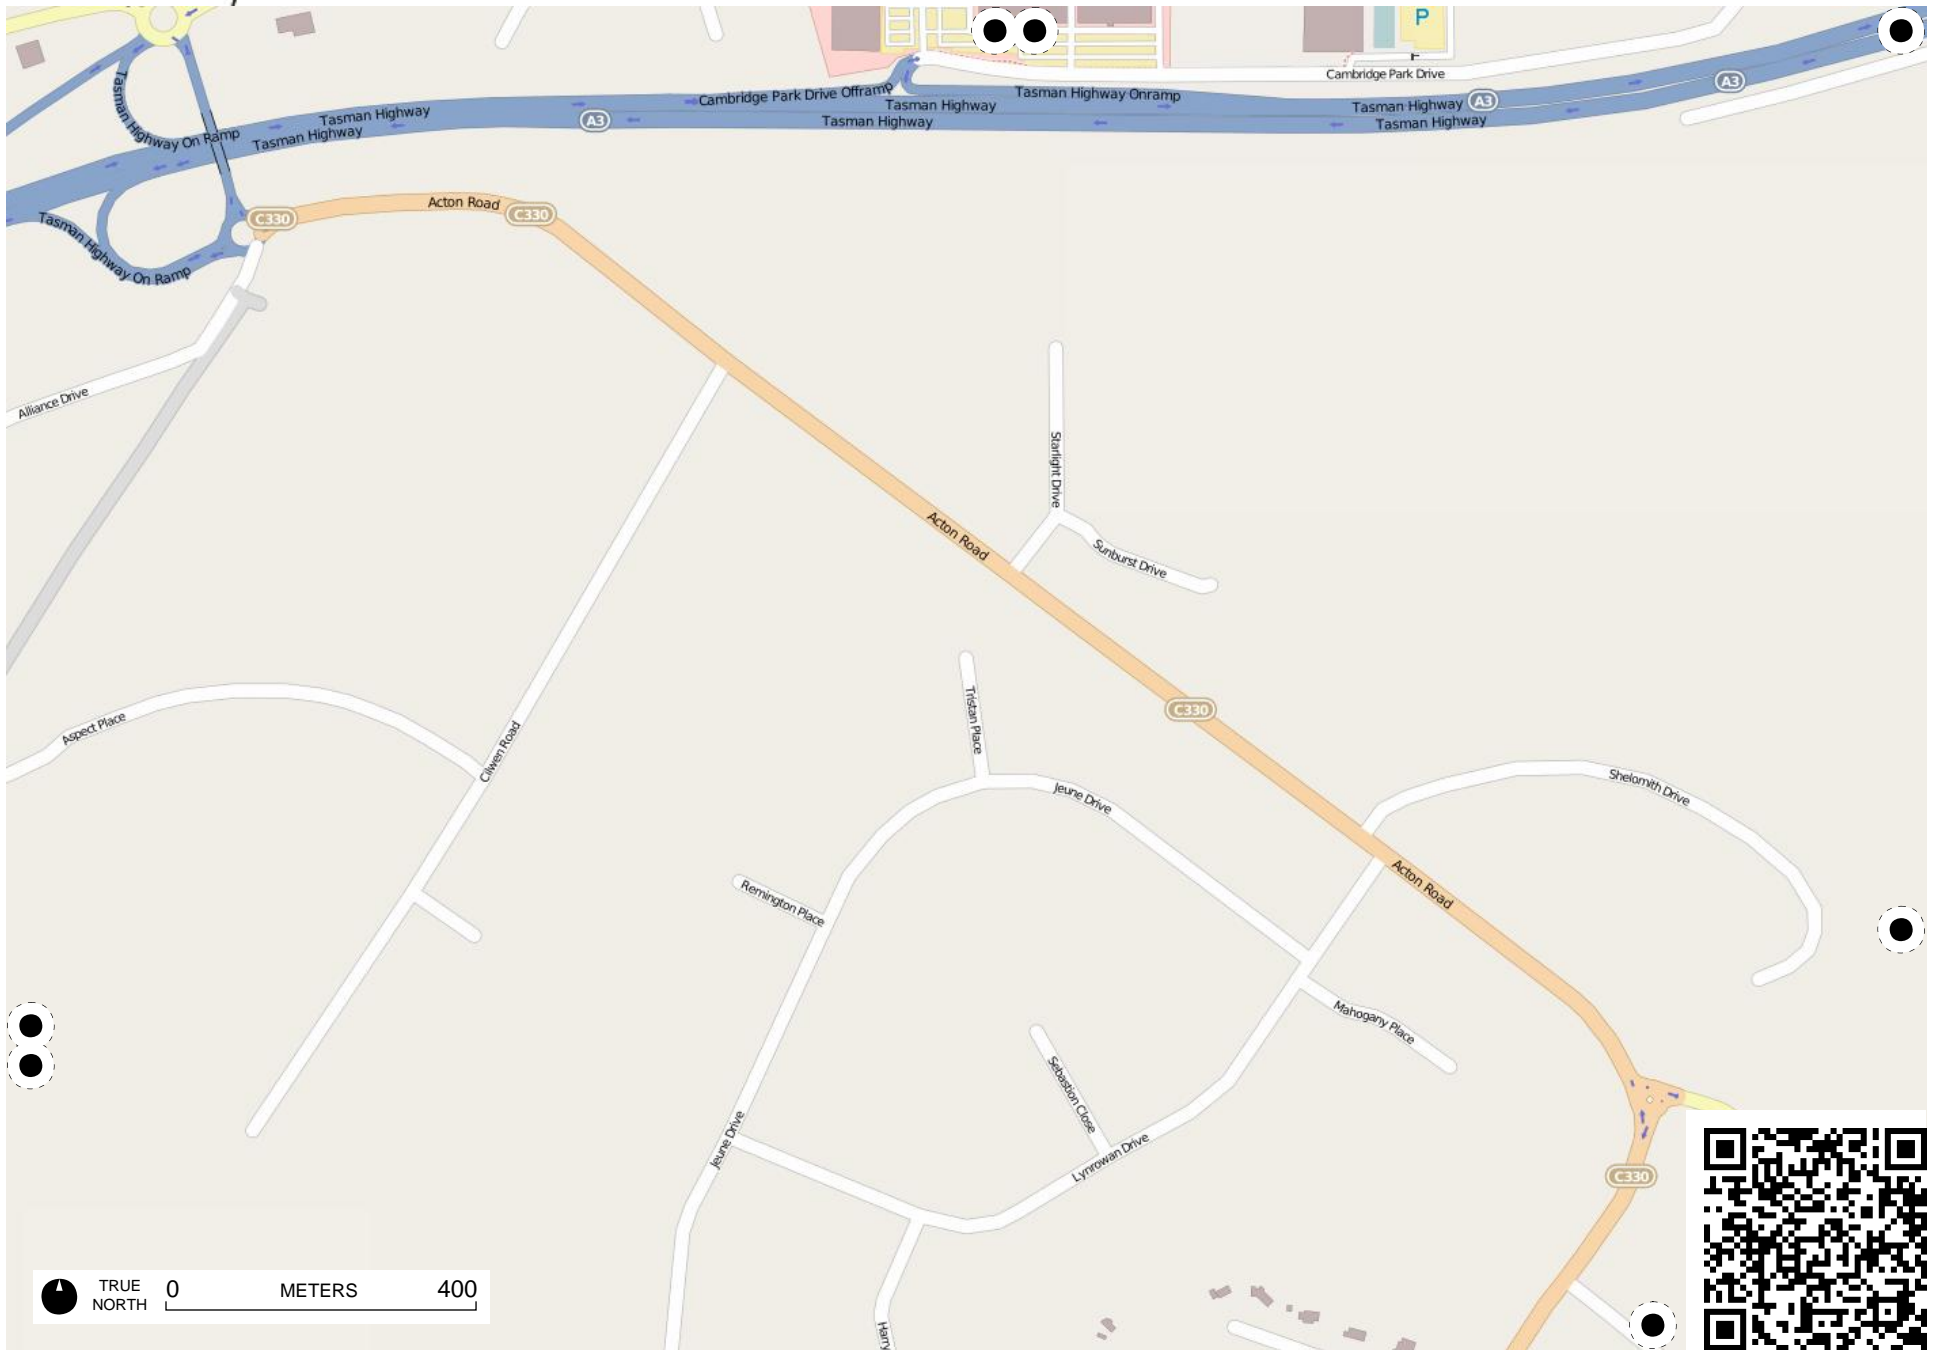 P
Cambridge Park Drive
A3
Cambridge Park Drive Offramp
Tasman Highway Onramp
Tasman Highway
Tasman Highway
A3
Tasman Highway
Tasman Highway
A3
Tasman Highway
Tasman Highway
Tasman Highway
Tasman Highway On Ramp
Tasman Highway On Ramp
C330
Acton Road
C330
Alliance Drive
Starlight Drive
Acton Road
Sunburst Drive
Tristan Place
C330
Aspect Place
Cilwen Road
Jeune Drive
Shelomith Drive
Acton Road
Remington Place
Mahogany Place
Sebastion Close
Jeune Drive
Lynrowan Drive
C330
TRUE
NORTH
0 METERS 400
Harry